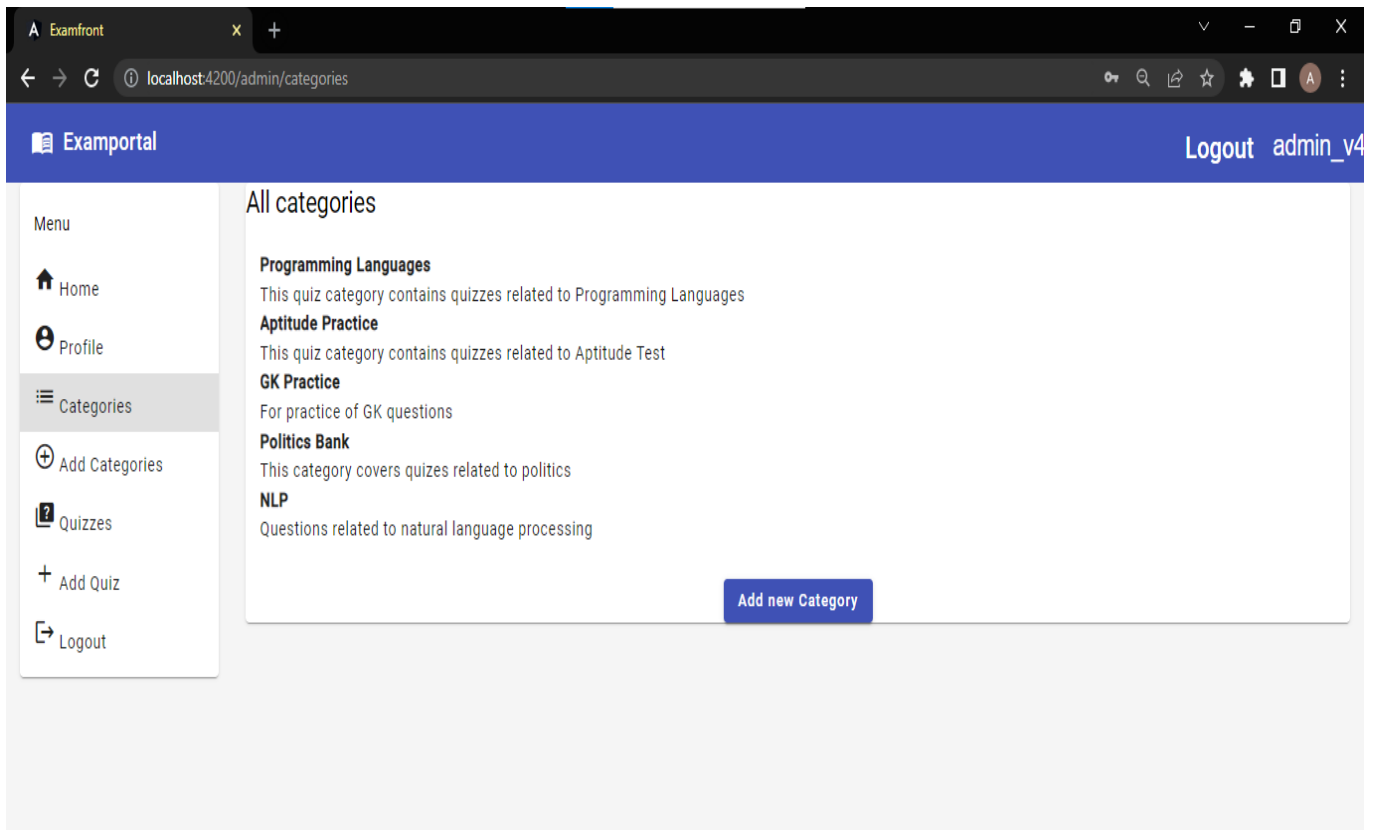 Examfront
localhost:4200/admin/categories
A
Examportal
Logout admin_v4
Menu
Home
Profile
Categories
Add Categories
Quizzes
Add Quiz
Logout
All categories
Programming Languages
This quiz category contains quizzes related to Programming Languages
Aptitude Practice
This quiz category contains quizzes related to Aptitude Test
GK Practice
For practice of GK questions
Politics Bank
This category covers quizes related to politics
NLP
Questions related to natural language processing
Add new Category